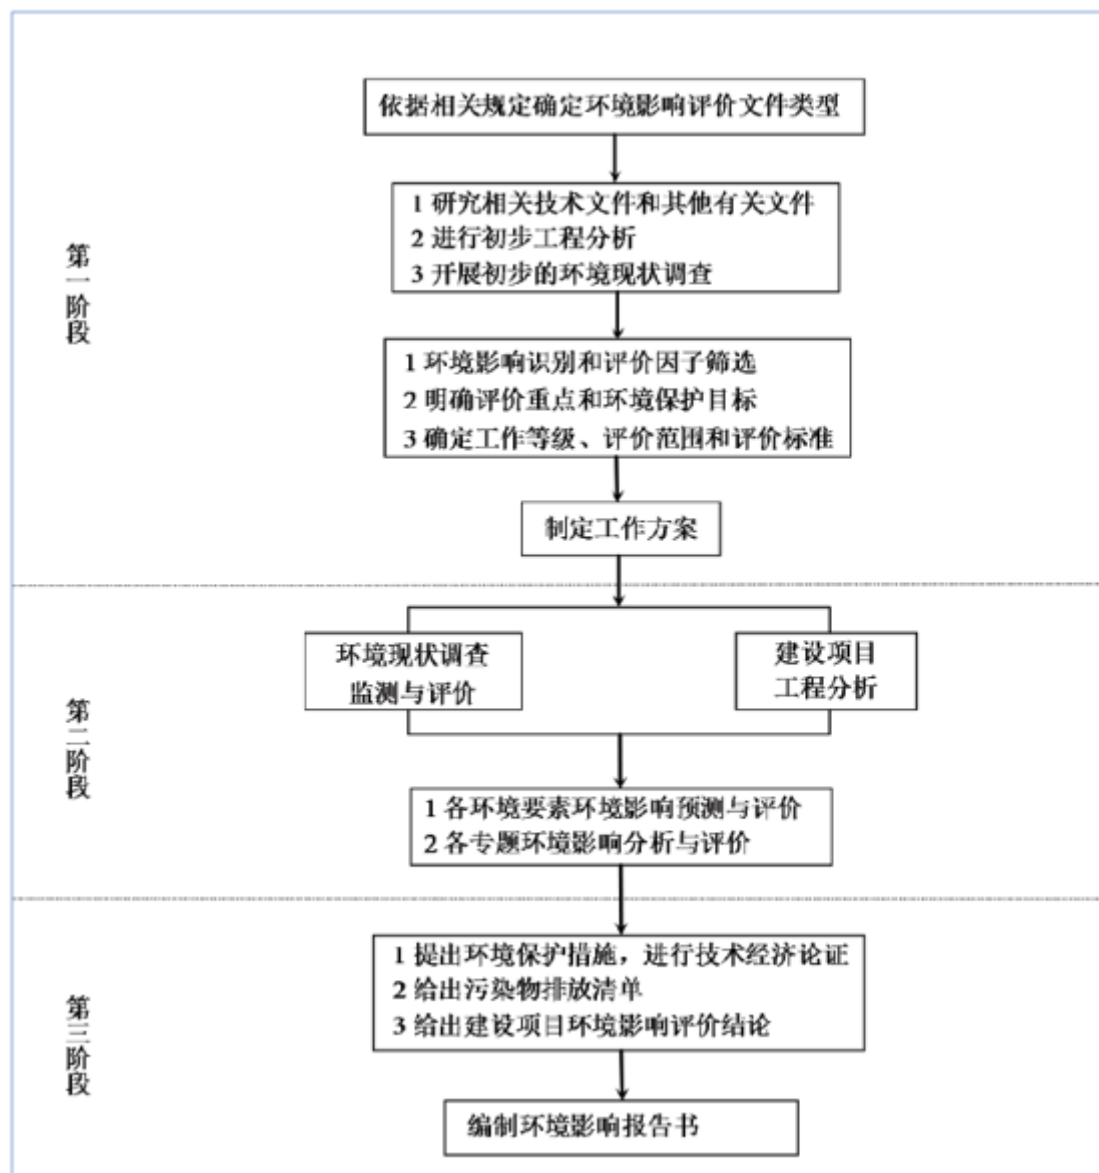 依据相关规定确定环境影响评价文件类型
1 研究相关技术文件和其他有关文件
2 进行初步工程分析
3 开展初步的环境现状调查
第一阶段
1 环境影响识别和评价因子筛选
2 明确评价重点和环境保护目标
3 确定工作等级、评价范围和评价标准
制定工作方案
环境现状调查
监测与评价
建设项目
工程分析
第二阶段
1 各环境要素环境影响预测与评价
2 各专题环境影响分析与评价
1 提出环境保护措施，进行技术经济论证
2 给出污染物排放清单
3 给出建设项目环境影响评价结论
第三阶段
编制环境影响报告书